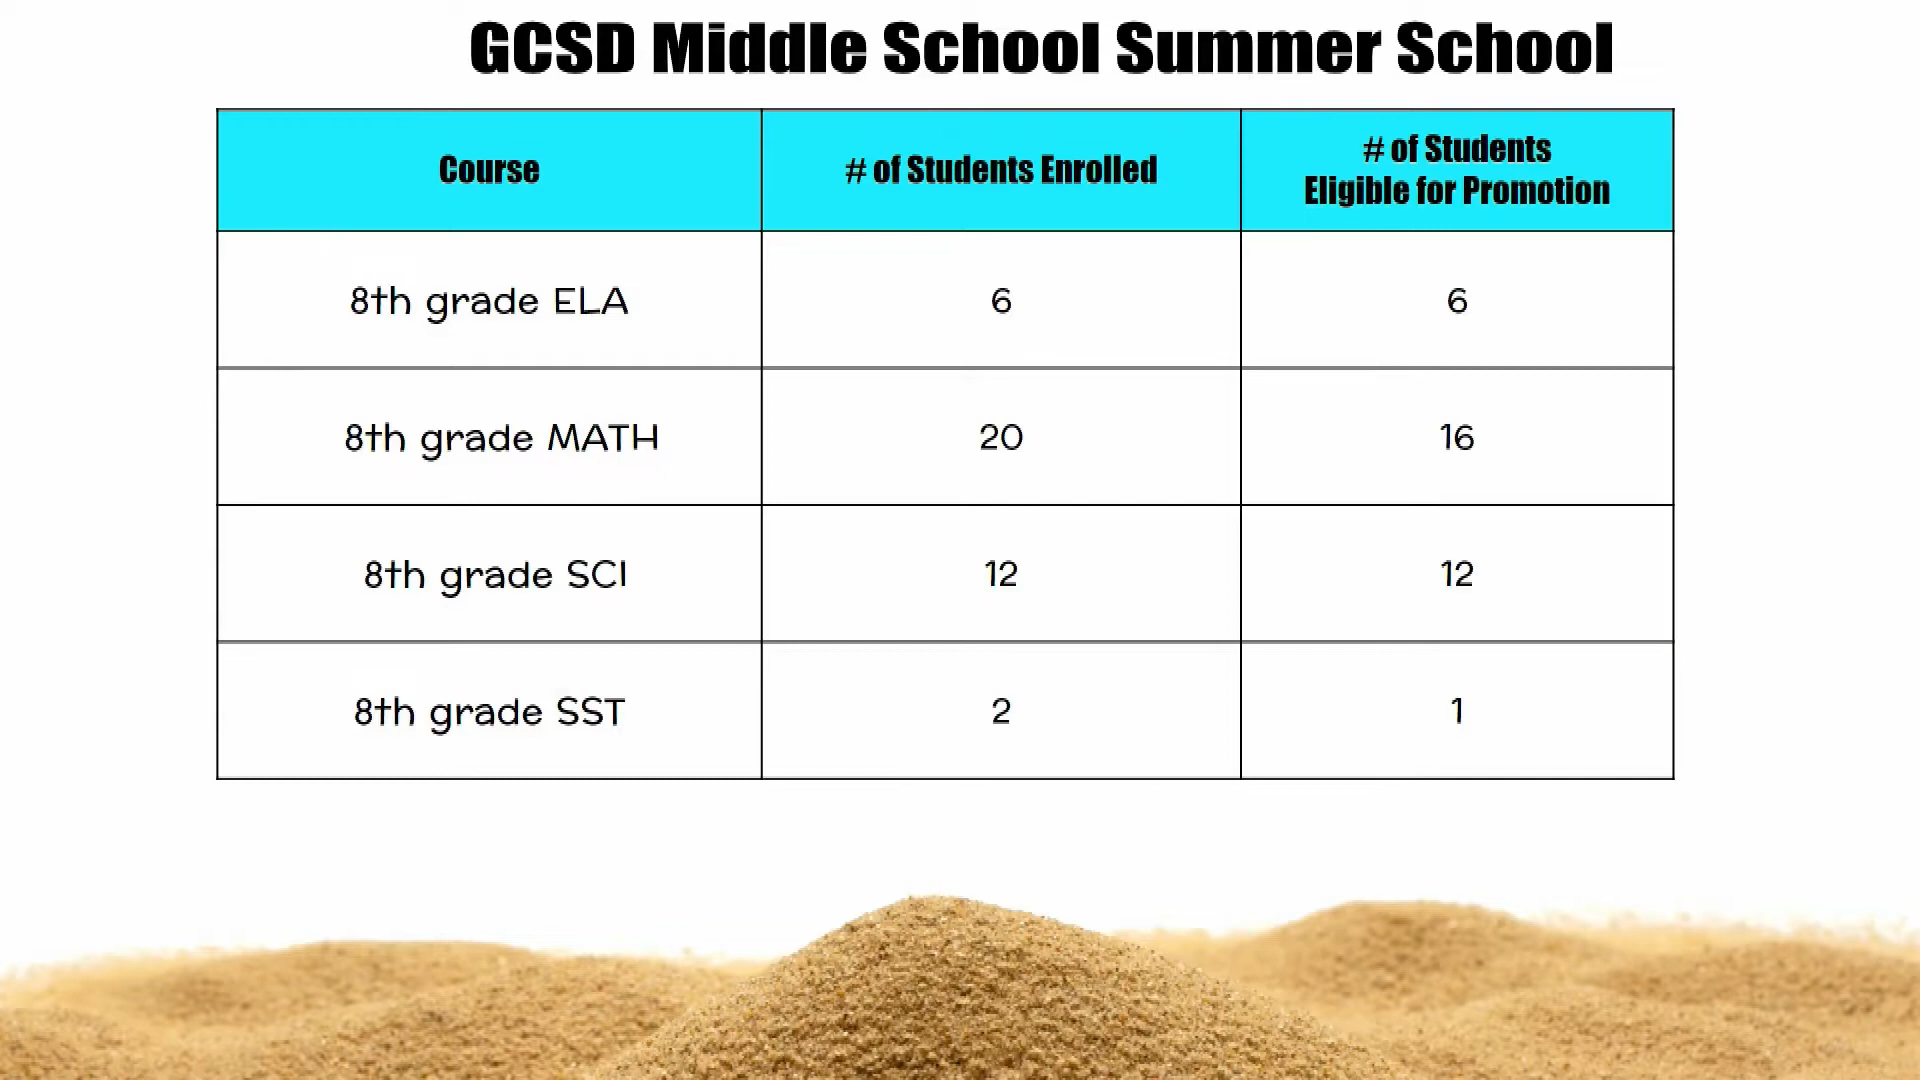 GCSD Middle School Summer School
Course
# of Students Enrolled
# of Students
Eligible for Promotion
8th grade ELA
6
6
8th grade MATH
20
16
8th grade SCI
12
12
8th grade SST
2
1